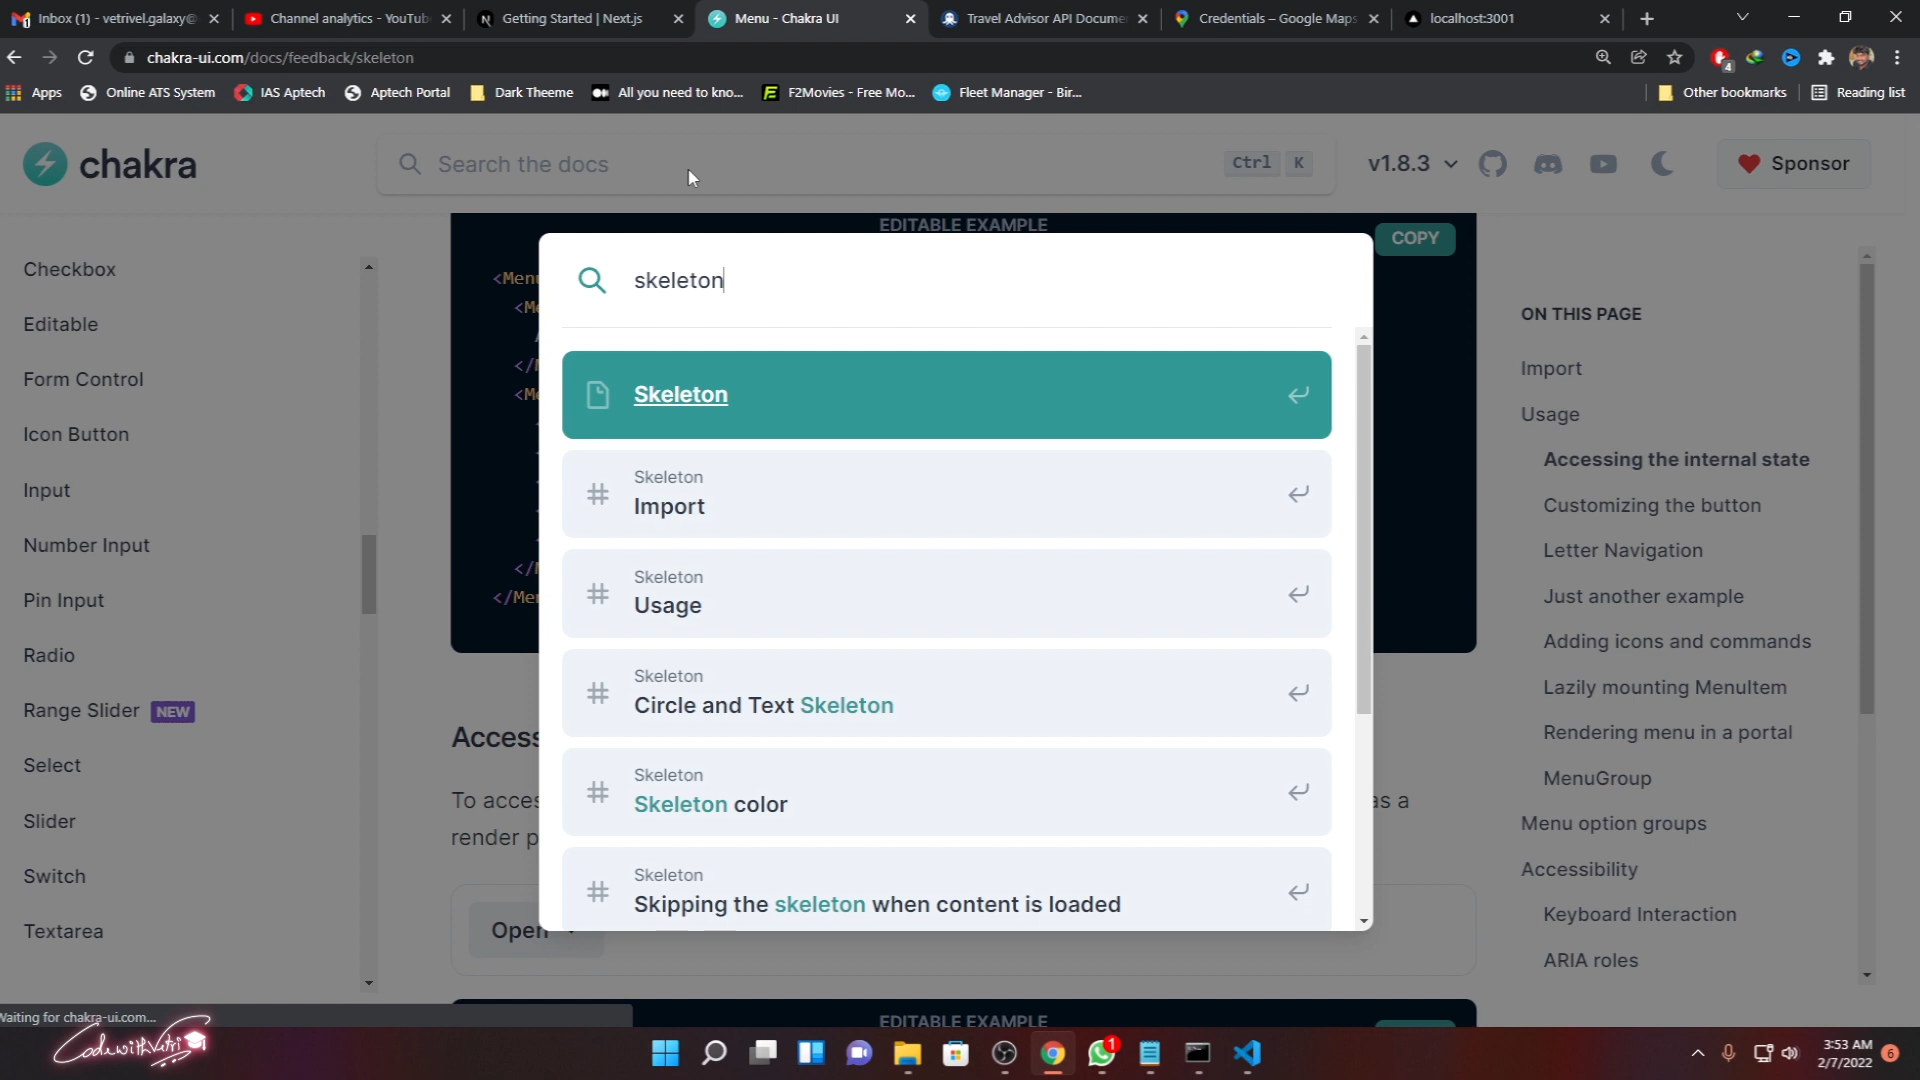 Inbox (1) - vetrivel.galaxy@
Channel analytics - YouTub
Getting Started | Next.js
Menu - Chakra UI
Travel Advisor API Docume
Credentials – Google Maps
localhost:3001
chakra-ui.com/docs/feedback/skeleton
4
Apps
Online ATS System
IAS Aptech
Aptech Portal
Dark Theeme
All you need to kno...
F2Movies - Free Mo...
Fleet Manager - Bir...
Other bookmarks
Reading list
chakra
Search the docs
Ctrl K
v1.8.3
Sponsor
Checkbox
Editable
Form Control
Icon Button
Input
Number Input
Pin Input
Radio
Range Slider NEW
Select
Slider
Switch
Textarea
EDITABLE EXAMPLE
COPY
<Men
<M
</
<M
</
</Me
skeleton
Skeleton
Skeleton
Import
Skeleton
Usage
Skeleton
Circle and Text Skeleton
Skeleton
Skeleton color
Skeleton
Skipping the skeleton when content is loaded
Access
To acces
as a
render p
Open
EDITABLE EXAMPLE
ON THIS PAGE
Import
Usage
Accessing the internal state
Customizing the button
Letter Navigation
Just another example
Adding icons and commands
Lazily mounting MenuItem
Rendering menu in a portal
MenuGroup
Menu option groups
Accessibility
Keyboard Interaction
ARIA roles
Waiting for chakra-ui.com...
CodewithVetri
1
3:53 AM
2/7/2022
6